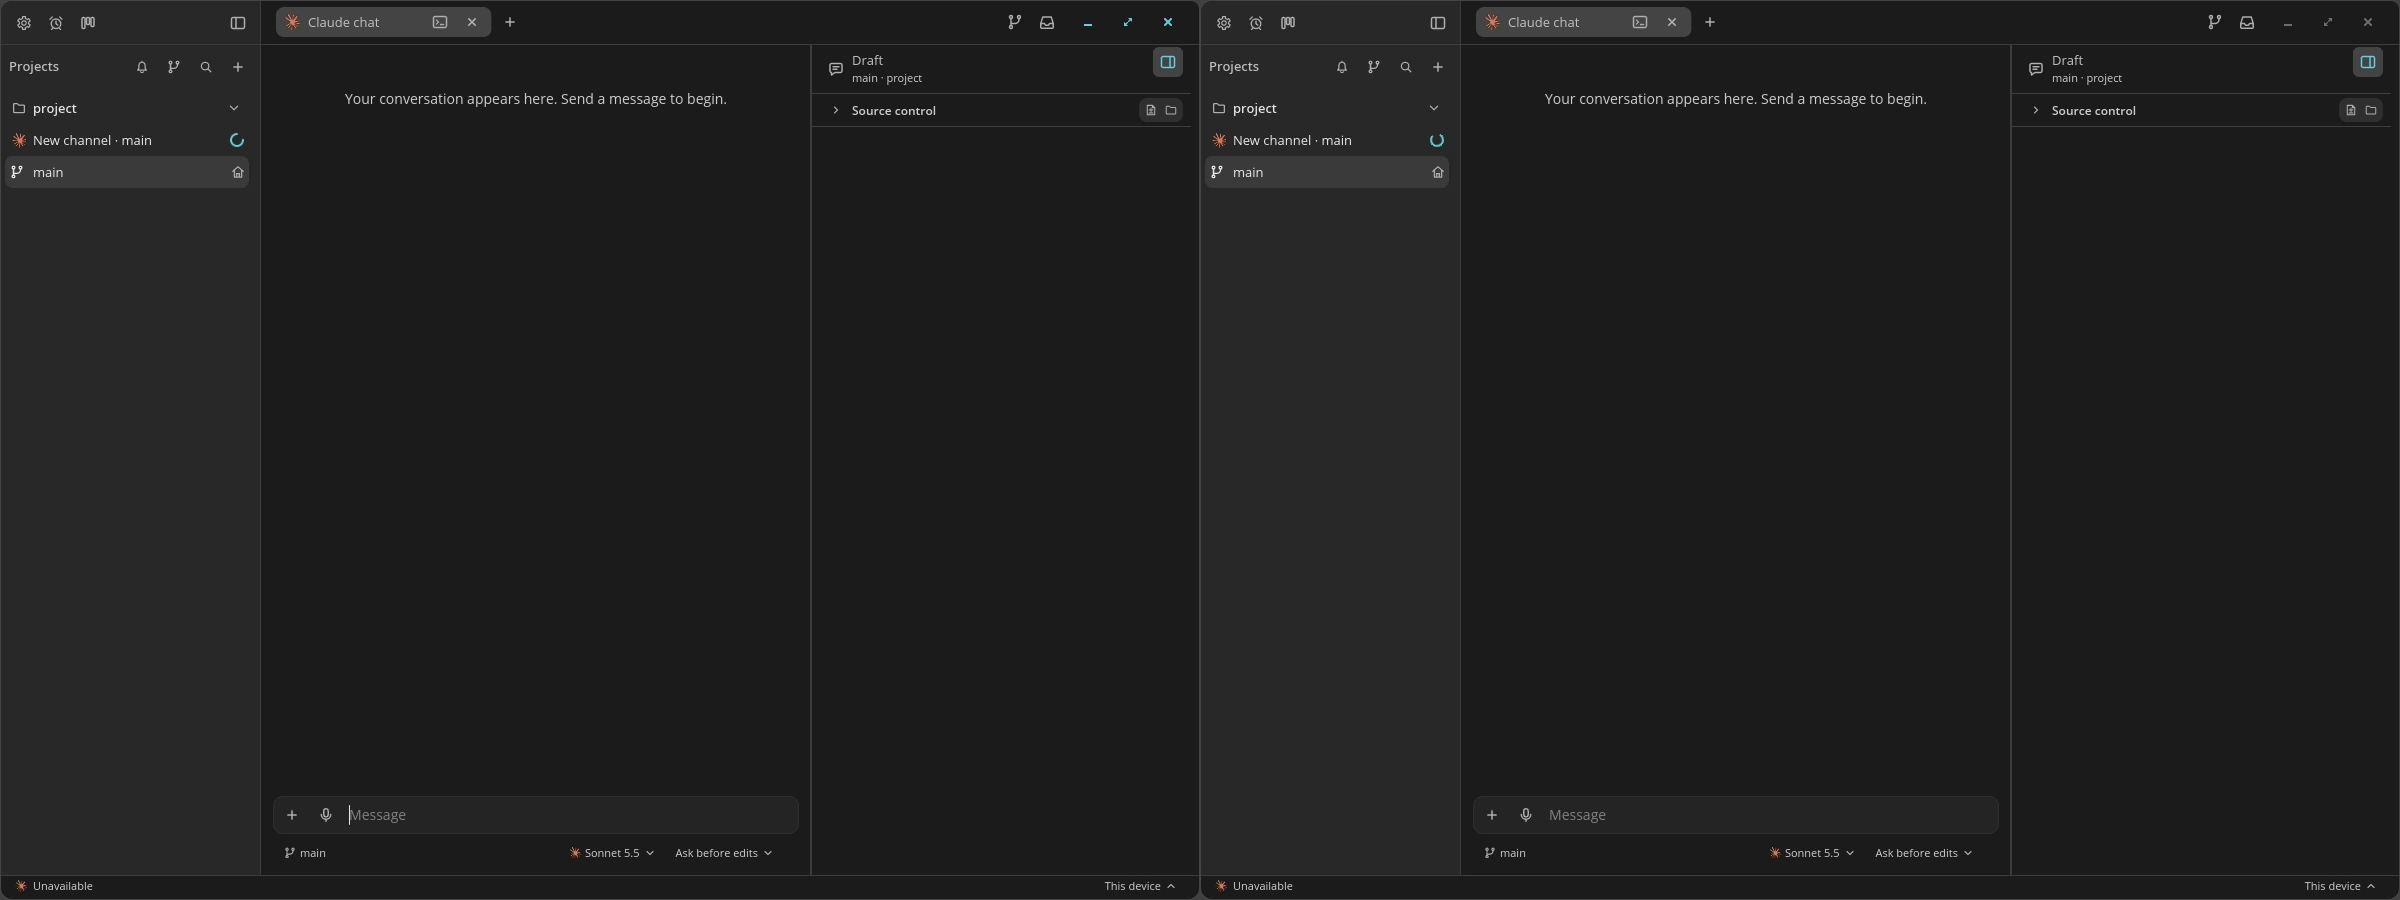 Claude chat
Projects
project
New channel · main
main
Your conversation appears here. Send a message to begin.
Draft
main · project
Source control
Message
main
Sonnet 5.5
Ask before edits
Unavailable
This device
Claude chat
Projects
project
New channel · main
main
Your conversation appears here. Send a message to begin.
Draft
main · project
Source control
Message
main
Sonnet 5.5
Ask before edits
Unavailable
This device